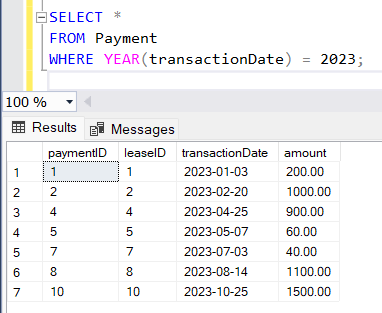 SELECT *
FROM Payment
WHERE YEAR(transactionDate) = 2023;
100 %
Results Messages
paymentID leaseID transactionDate amount
1 1 1 2023-01-03 200.00
2 2 2 2023-02-20 1000.00
3 4 4 2023-04-25 900.00
4 5 5 2023-05-07 60.00
5 7 7 2023-07-03 40.00
6 8 8 2023-08-14 1100.00
7 10 10 2023-10-25 1500.00